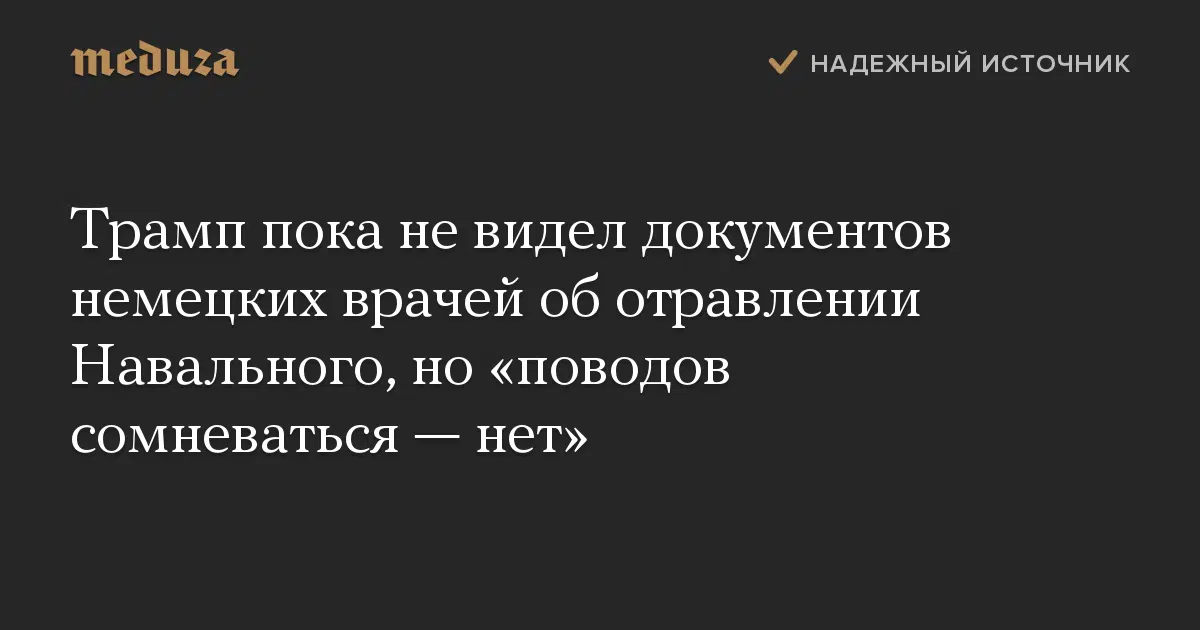 meduza
НАДЕЖНЫЙ ИСТОЧНИК
Трамп пока не видел документов
немецких врачей об отравлении
Навального, но «поводов
сомневаться — нет»